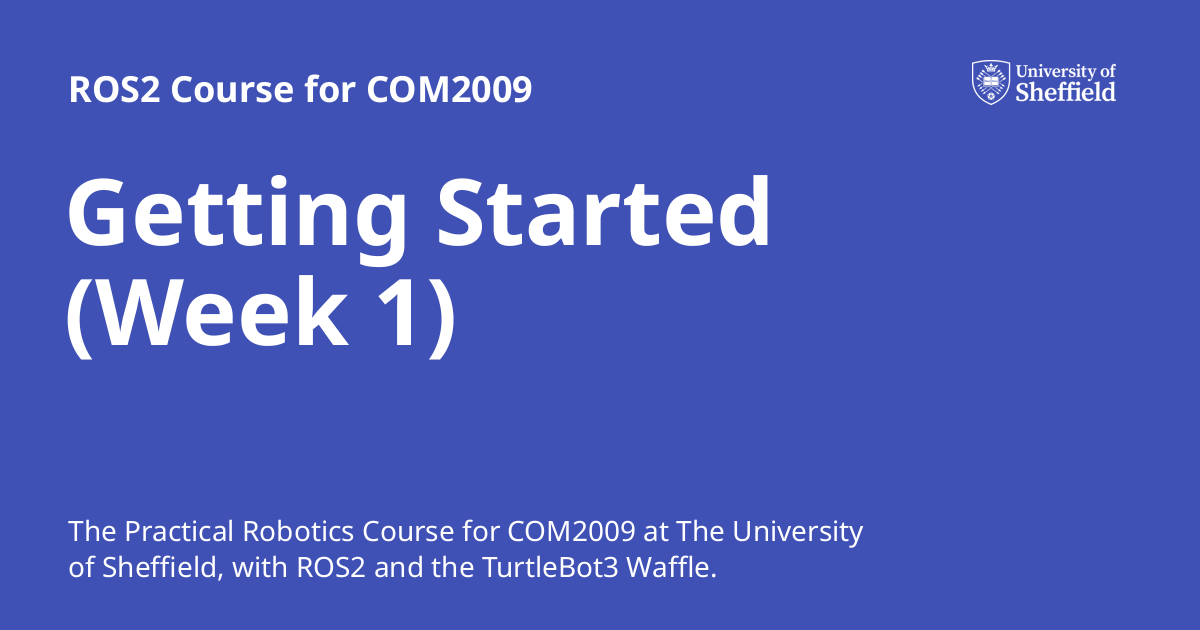 ROS2 Course for COM2009
University of
Sheffield
Getting Started
(Week 1)
The Practical Robotics Course for COM2009 at The University
of Sheffield, with ROS2 and the TurtleBot3 Waffle.